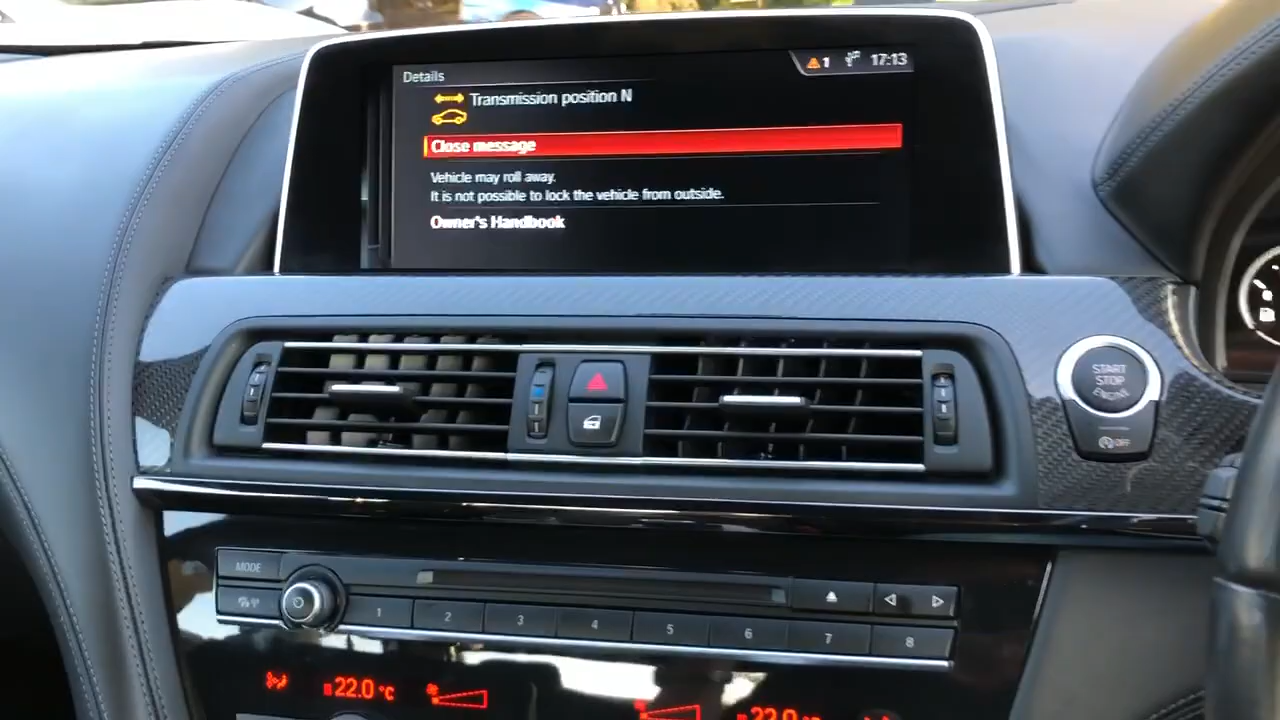 Details
1 17:13
Transmission position N
Close message
Vehicle may roll away.
It is not possible to lock the vehicle from outside.
Owner's Handbook
START
STOP
OFF
MODE
1 2 3 4 5 6 7 8
22.0 °C
22.0